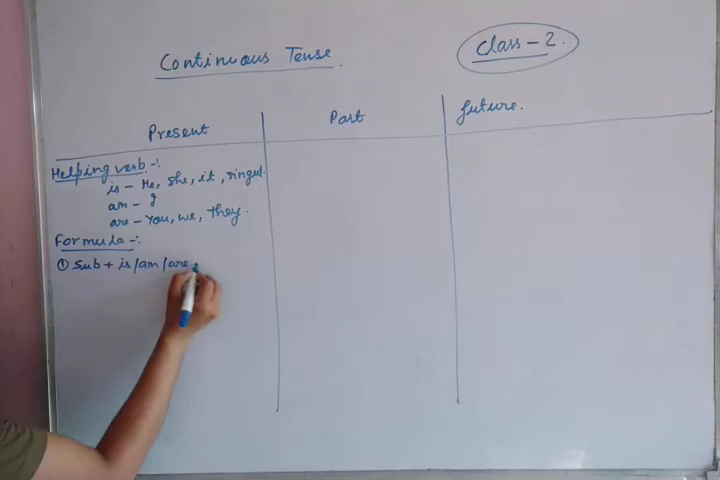 Continuous Tense.
Class - 2.
Present
Past
future.
Helping verb -:
is - He, she, it, singul.
am - I
are - You, we, They.
Formula -:
① Sub + is/am/are